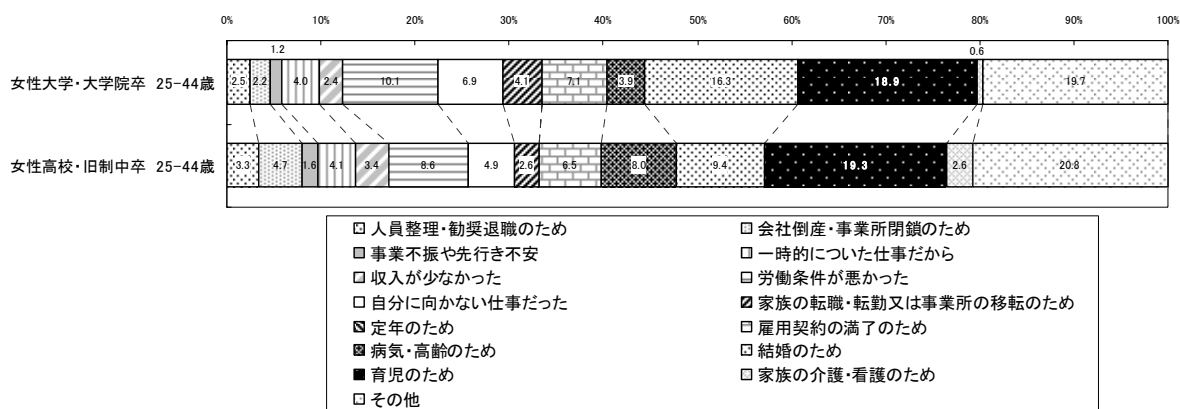 0% 10% 20% 30% 40% 50% 60% 70% 80% 90% 100%
1.2 0.6
女性大学・大学院卒 25-44歳 2.5 2.2 4.0 2.4 10.1 6.9 4.1 7.1 3.9 16.3 18.9 19.7
女性高校・旧制中卒 25-44歳 3.3 4.7 1.6 4.1 3.4 8.6 4.9 2.6 6.5 8.0 9.4 19.3 2.6 20.8
人員整理・勧奨退職のため 会社倒産・事業所閉鎖のため
事業不振や先行き不安 一時的についた仕事だから
収入が少なかった 労働条件が悪かった
自分に向かない仕事だった 家族の転職・転勤又は事業所の移転のため
定年のため 雇用契約の満了のため
病気・高齢のため 結婚のため
育児のため 家族の介護・看護のため
その他